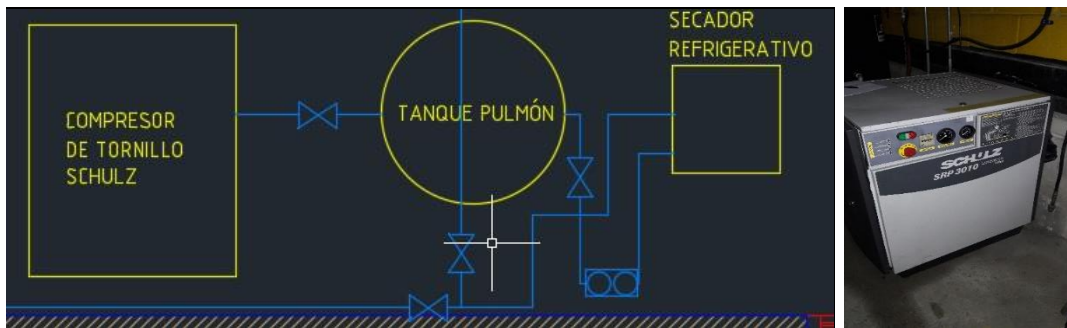 COMPRESOR
DE TORNILLO
SCHULZ
TANQUE PULMÓN
SECADOR
REFRIGERATIVO
SCHULZ
SRP 3010